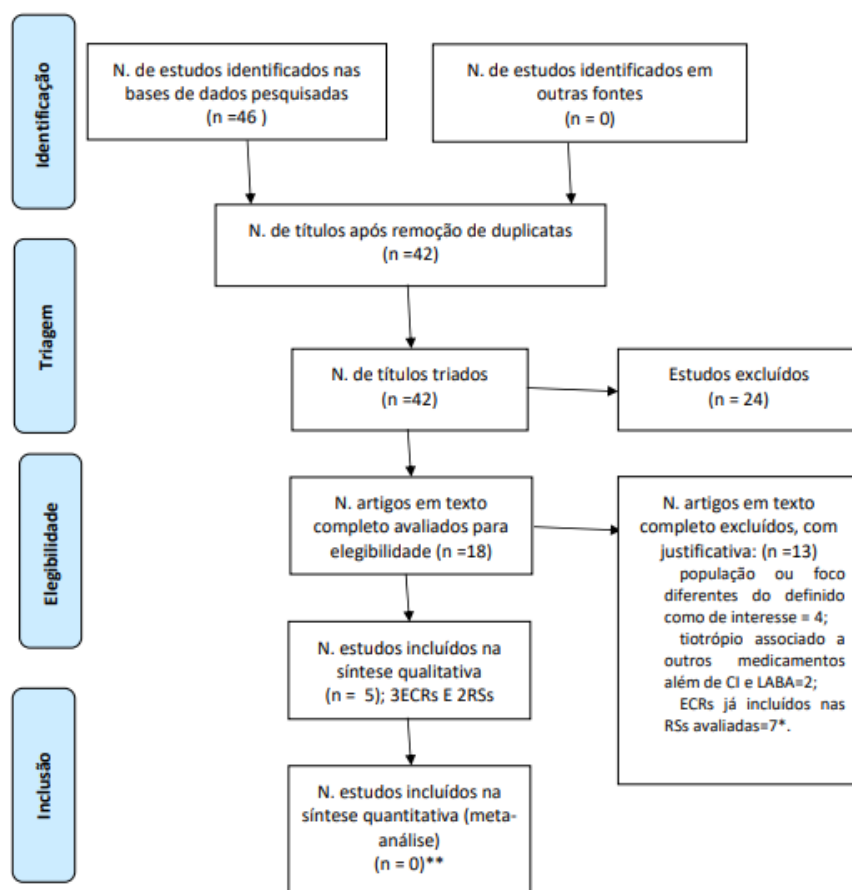 Identificação
N. de estudos identificados nas
bases de dados pesquisadas
(n =46 )
N. de estudos identificados em
outras fontes
(n = 0)
N. de títulos após remoção de duplicatas
(n =42)
Triagem
N. de títulos triados
(n =42)
Estudos excluídos
(n = 24)
Elegibilidade
N. artigos em texto
completo avaliados para
elegibilidade (n =18)
N. artigos em texto
completo excluídos, com
justificativa: (n =13)
população ou foco
diferentes do definido
como de interesse = 4;
tiotrópio associado a
outros medicamentos
além de CI e LABA=2;
ECRs já incluídos nas
RSs avaliadas=7*.
N. estudos incluídos na
síntese qualitativa
(n = 5); 3ECRs E 2RSs
Inclusão
N. estudos incluídos na
síntese quantitativa (meta-
análise)
(n = 0)**